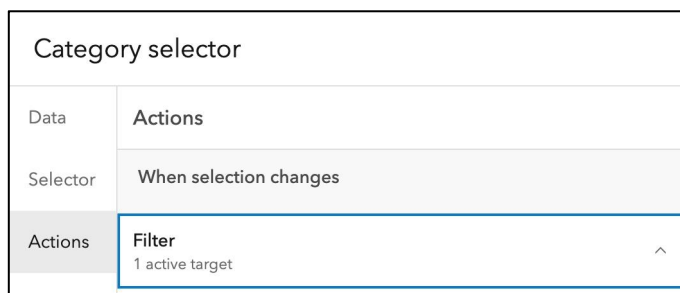 Category selector
Data
Actions
Selector
When selection changes
Actions
Filter
1 active target